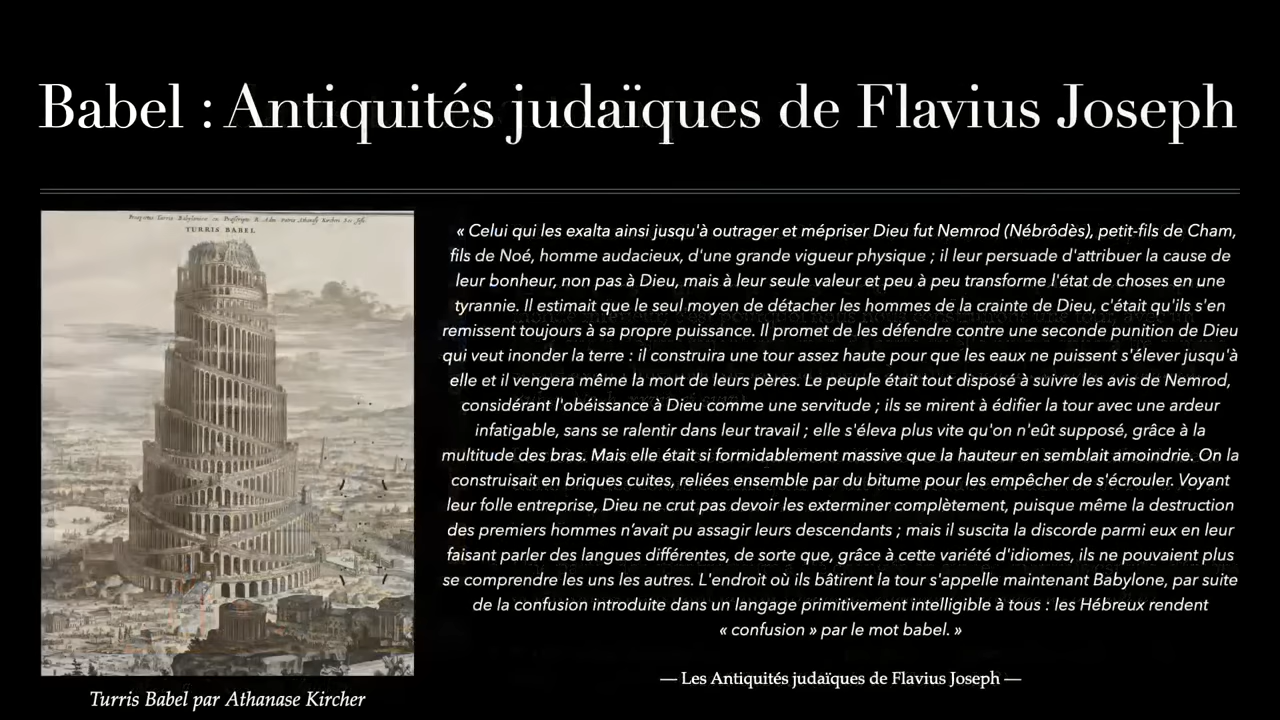 Babel : Antiquités judaïques de Flavius Joseph
TURRIS BABEL
« Celui qui les exalta ainsi jusqu'à outrager et mépriser Dieu fut Nemrod (Nébrôdès), petit-fils de Cham,
fils de Noé, homme audacieux, d'une grande vigueur physique ; il leur persuade d'attribuer la cause de
leur bonheur, non pas à Dieu, mais à leur seule valeur et peu à peu transforme l'état de choses en une
tyrannie. Il estimait que le seul moyen de détacher les hommes de la crainte de Dieu, c'était qu'ils s'en
remissent toujours à sa propre puissance. Il promet de les défendre contre une seconde punition de Dieu
qui veut inonder la terre : il construira une tour assez haute pour que les eaux ne puissent s'élever jusqu'à
elle et il vengera même la mort de leurs pères. Le peuple était tout disposé à suivre les avis de Nemrod,
considérant l'obéissance à Dieu comme une servitude ; ils se mirent à édifier la tour avec une ardeur
infatigable, sans se ralentir dans leur travail ; elle s'éleva plus vite qu'on n'eût supposé, grâce à la
multitude des bras. Mais elle était si formidablement massive que la hauteur en semblait amoindrie. On la
construisait en briques cuites, reliées ensemble par du bitume pour les empêcher de s'écrouler. Voyant
leur folle entreprise, Dieu ne crut pas devoir les exterminer complètement, puisque même la destruction
des premiers hommes n'avait pu assagir leurs descendants ; mais il suscita la discorde parmi eux en leur
faisant parler des langues différentes, de sorte que, grâce à cette variété d'idiomes, ils ne pouvaient plus
se comprendre les uns les autres. L'endroit où ils bâtirent la tour s'appelle maintenant Babylone, par suite
de la confusion introduite dans un langage primitivement intelligible à tous : les Hébreux rendent
« confusion » par le mot babel. »
— Les Antiquités judaïques de Flavius Joseph —
Turris Babel par Athanase Kircher